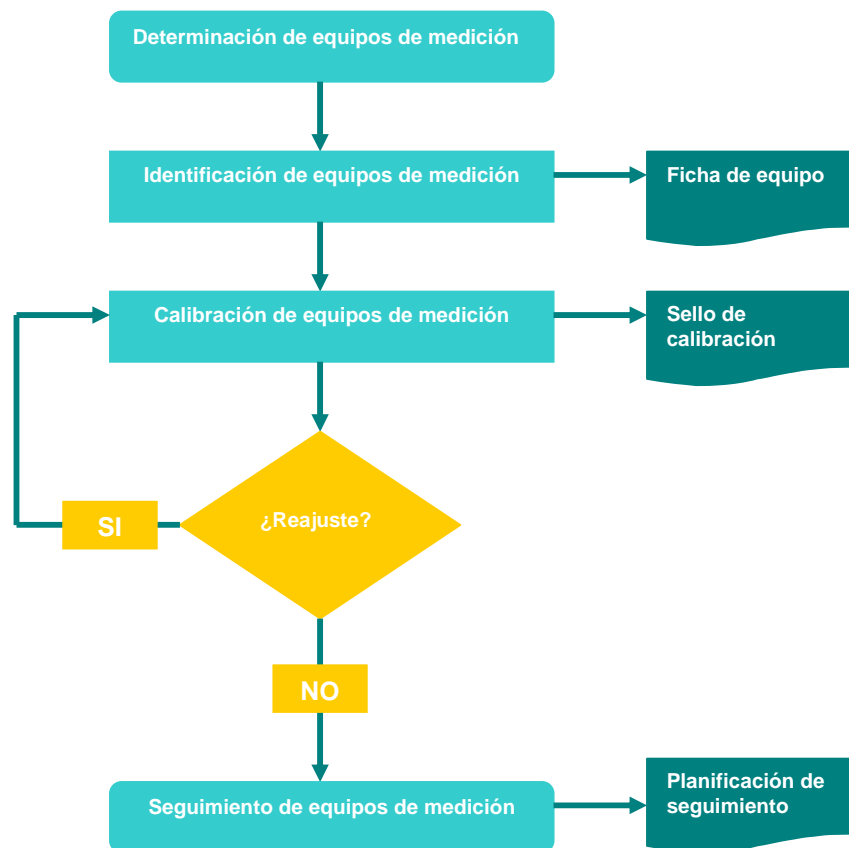 Determinación de equipos de medición
Identificación de equipos de medición
Ficha de equipo
Calibración de equipos de medición
Sello de
calibración
¿Reajuste?
SI
NO
Seguimiento de equipos de medición
Planificación de
seguimiento